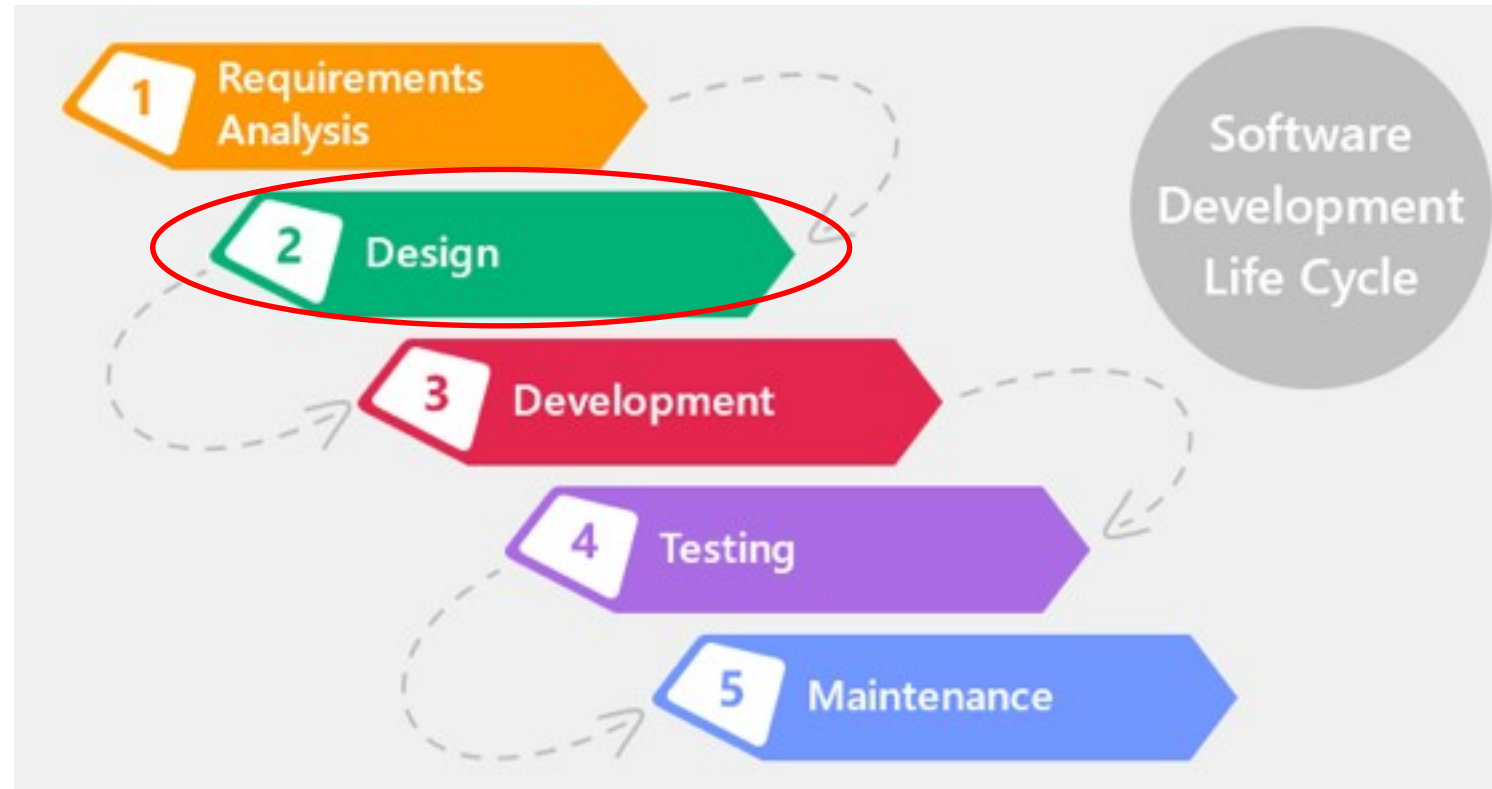 1
Requirements
Analysis
2
Design
3
Development
4
Testing
5
Maintenance
Software
Development
Life Cycle